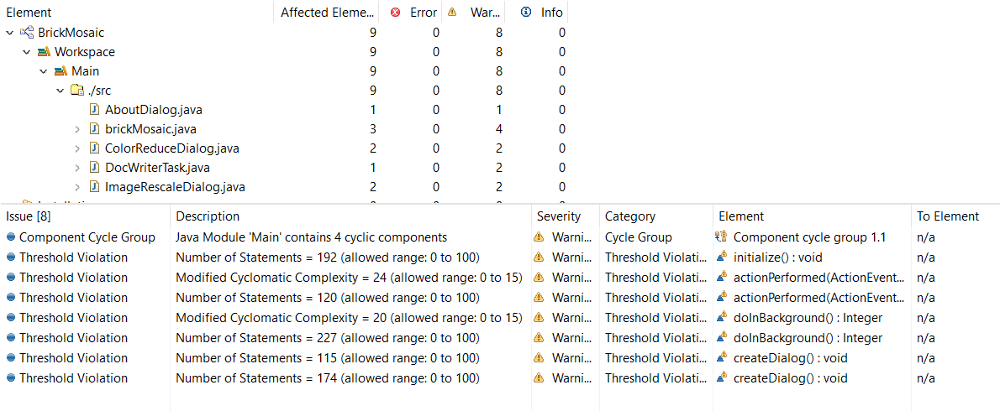 Element Affected Eleme... Error War... Info
BrickMosaic 9 0 8 0
Workspace 9 0 8 0
Main 9 0 8 0
./src 9 0 8 0
AboutDialog.java 1 0 1 0
brickMosaic.java 3 0 4 0
ColorReduceDialog.java 2 0 2 0
DocWriterTask.java 1 0 2 0
ImageRescaleDialog.java 2 0 2 0
Issue [8] Description Severity Category Element To Element
Component Cycle Group Java Module 'Main' contains 4 cyclic components Warni... Cycle Group Component cycle group 1.1 n/a
Threshold Violation Number of Statements = 192 (allowed range: 0 to 100) Warni... Threshold Violati... initialize() : void n/a
Threshold Violation Modified Cyclomatic Complexity = 24 (allowed range: 0 to 15) Warni... Threshold Violati... actionPerformed(ActionEvent... n/a
Threshold Violation Number of Statements = 120 (allowed range: 0 to 100) Warni... Threshold Violati... actionPerformed(ActionEvent... n/a
Threshold Violation Modified Cyclomatic Complexity = 20 (allowed range: 0 to 15) Warni... Threshold Violati... doInBackground() : Integer n/a
Threshold Violation Number of Statements = 227 (allowed range: 0 to 100) Warni... Threshold Violati... doInBackground() : Integer n/a
Threshold Violation Number of Statements = 115 (allowed range: 0 to 100) Warni... Threshold Violati... createDialog() : void n/a
Threshold Violation Number of Statements = 174 (allowed range: 0 to 100) Warni... Threshold Violati... createDialog() : void n/a